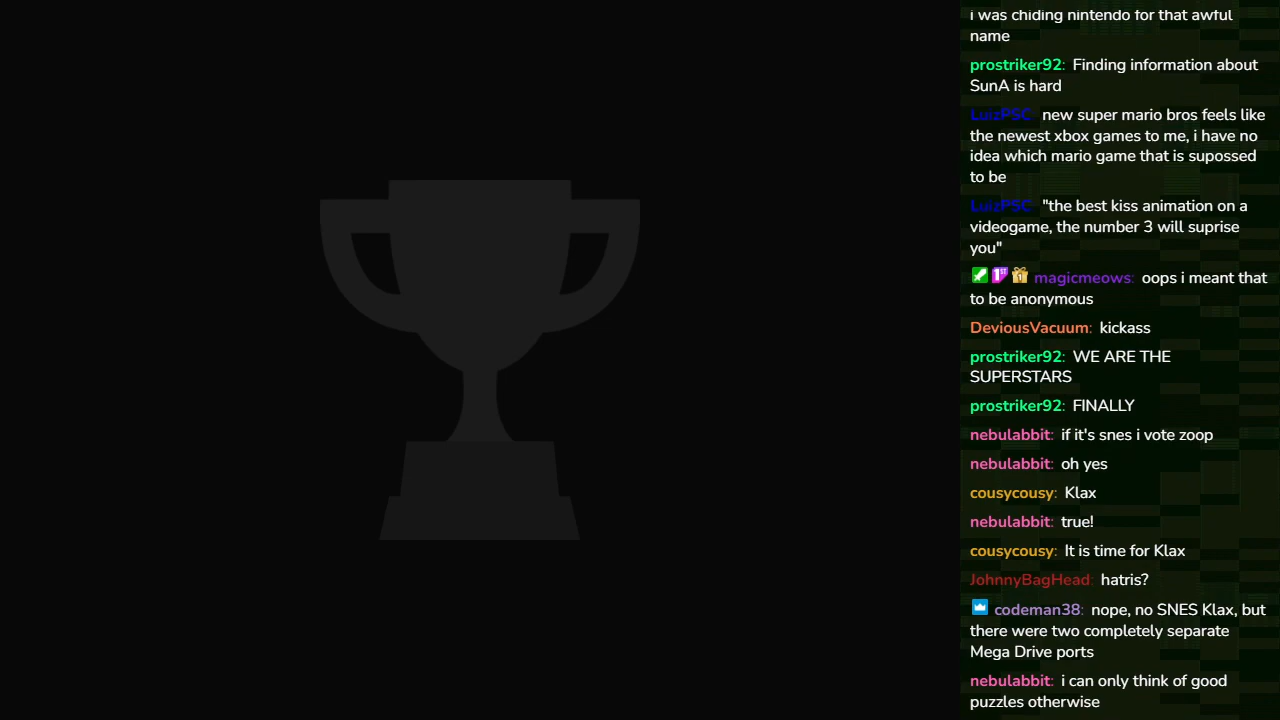 i was chiding nintendo for that awful
name
prostriker92: Finding information about
SunA is hard
LuizPSC: new super mario bros feels like
the newest xbox games to me, i have no
idea which mario game that is supossed
to be
LuizPSC: "the best kiss animation on a
videogame, the number 3 will suprise
you"
1ST magicmeows: oops i meant that
to be anonymous
DeviousVacuum: kickass
prostriker92: WE ARE THE
SUPERSTARS
prostriker92: FINALLY
nebulabbit: if it's snes i vote zoop
nebulabbit: oh yes
cousycousy: Klax
nebulabbit: true!
cousycousy: It is time for Klax
JohnnyBagHead: hatris?
codeman38: nope, no SNES Klax, but
there were two completely separate
Mega Drive ports
nebulabbit: i can only think of good
puzzles otherwise